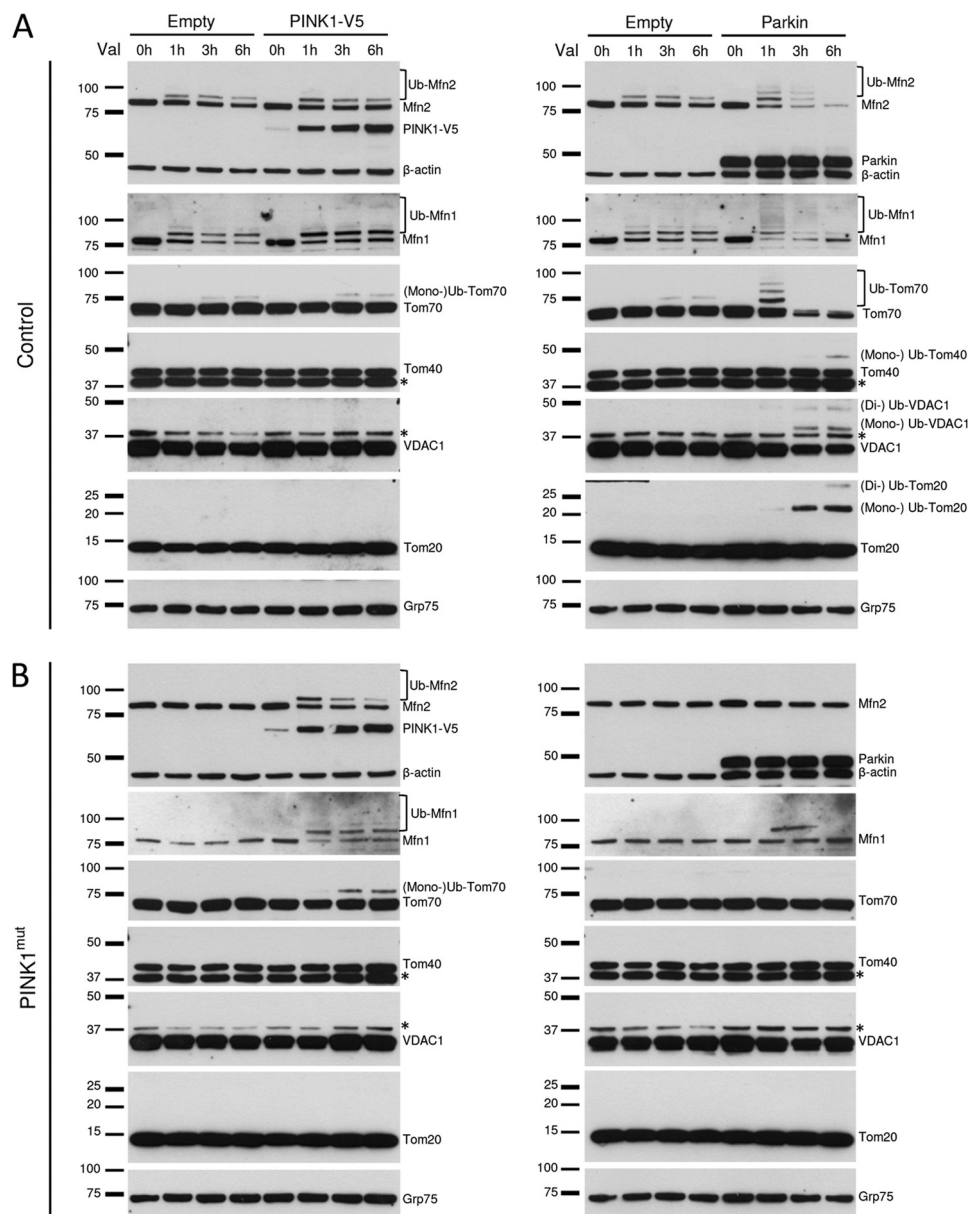 A
Empty PINK1-V5
Val 0h 1h 3h 6h 0h 1h 3h 6h
Control
100
75
50
Ub-Mfn2
Mfn2
PINK1-V5
β-actin
100
75
Ub-Mfn1
Mfn1
100
75
(Mono-)Ub-Tom70
Tom70
50
37
Tom40
*
50
37
*
VDAC1
25
20
15
Tom20
100
75
Grp75
Empty Parkin
Val 0h 1h 3h 6h 0h 1h 3h 6h
100
75
50
Ub-Mfn2
Mfn2
Parkin
β-actin
100
75
Ub-Mfn1
Mfn1
100
75
Ub-Tom70
Tom70
50
37
(Mono-) Ub-Tom40
Tom40
*
50
37
(Di-) Ub-VDAC1
(Mono-) Ub-VDAC1
*
VDAC1
25
20
15
(Di-) Ub-Tom20
(Mono-) Ub-Tom20
Tom20
100
75
Grp75
B
PINK1mut
100
75
50
Ub-Mfn2
Mfn2
PINK1-V5
β-actin
100
75
Ub-Mfn1
Mfn1
100
75
(Mono-)Ub-Tom70
Tom70
50
37
Tom40
*
50
37
*
VDAC1
25
20
15
Tom20
100
75
Grp75
100
75
50
Mfn2
Parkin
β-actin
100
75
Mfn1
100
75
Tom70
50
37
Tom40
*
50
37
*
VDAC1
25
20
15
Tom20
100
75
Grp75